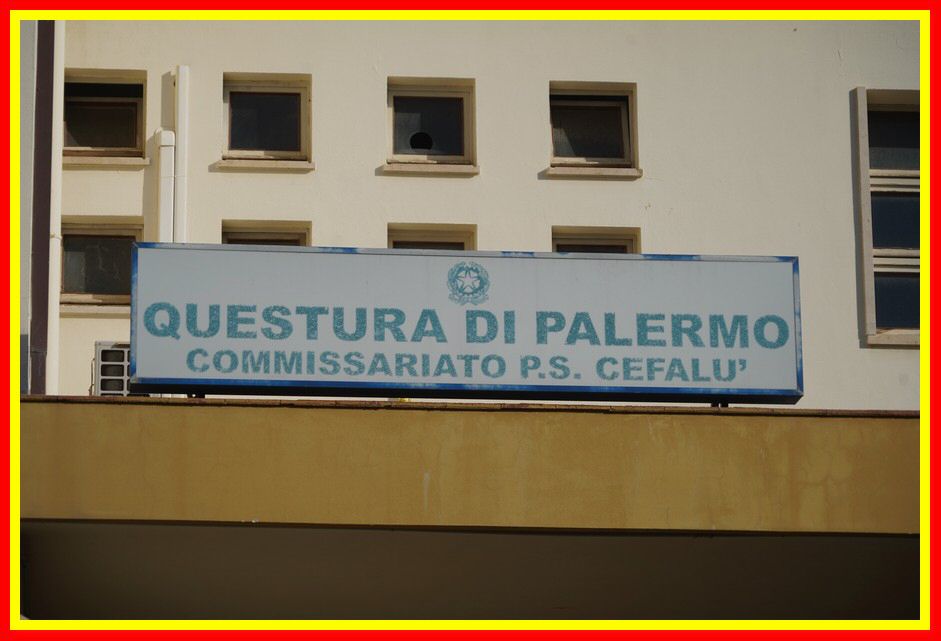 QUESTURA DI PALERMO
COMMISSARIATO P.S. CEFALU'